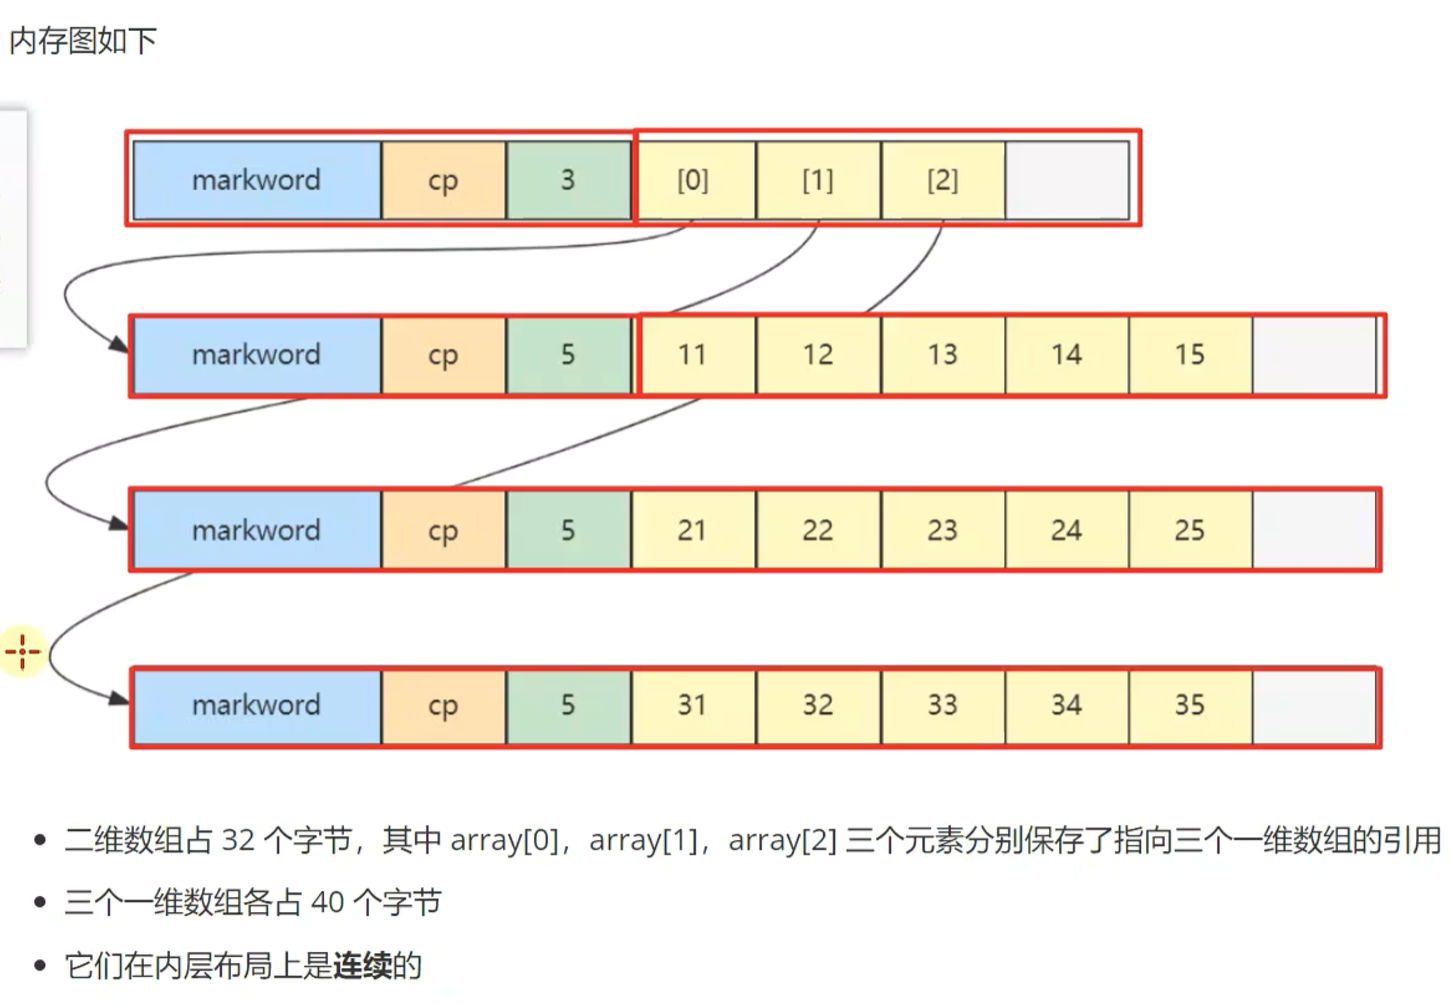 内存图如下
markword cp 3 [0] [1] [2]
markword cp 5 11 12 13 14 15
markword cp 5 21 22 23 24 25
markword cp 5 31 32 33 34 35
• 二维数组占 32 个字节，其中 array[0]，array[1]，array[2] 三个元素分别保存了指向三个一维数组的引用
• 三个一维数组各占 40 个字节
• 它们在内层布局上是连续的